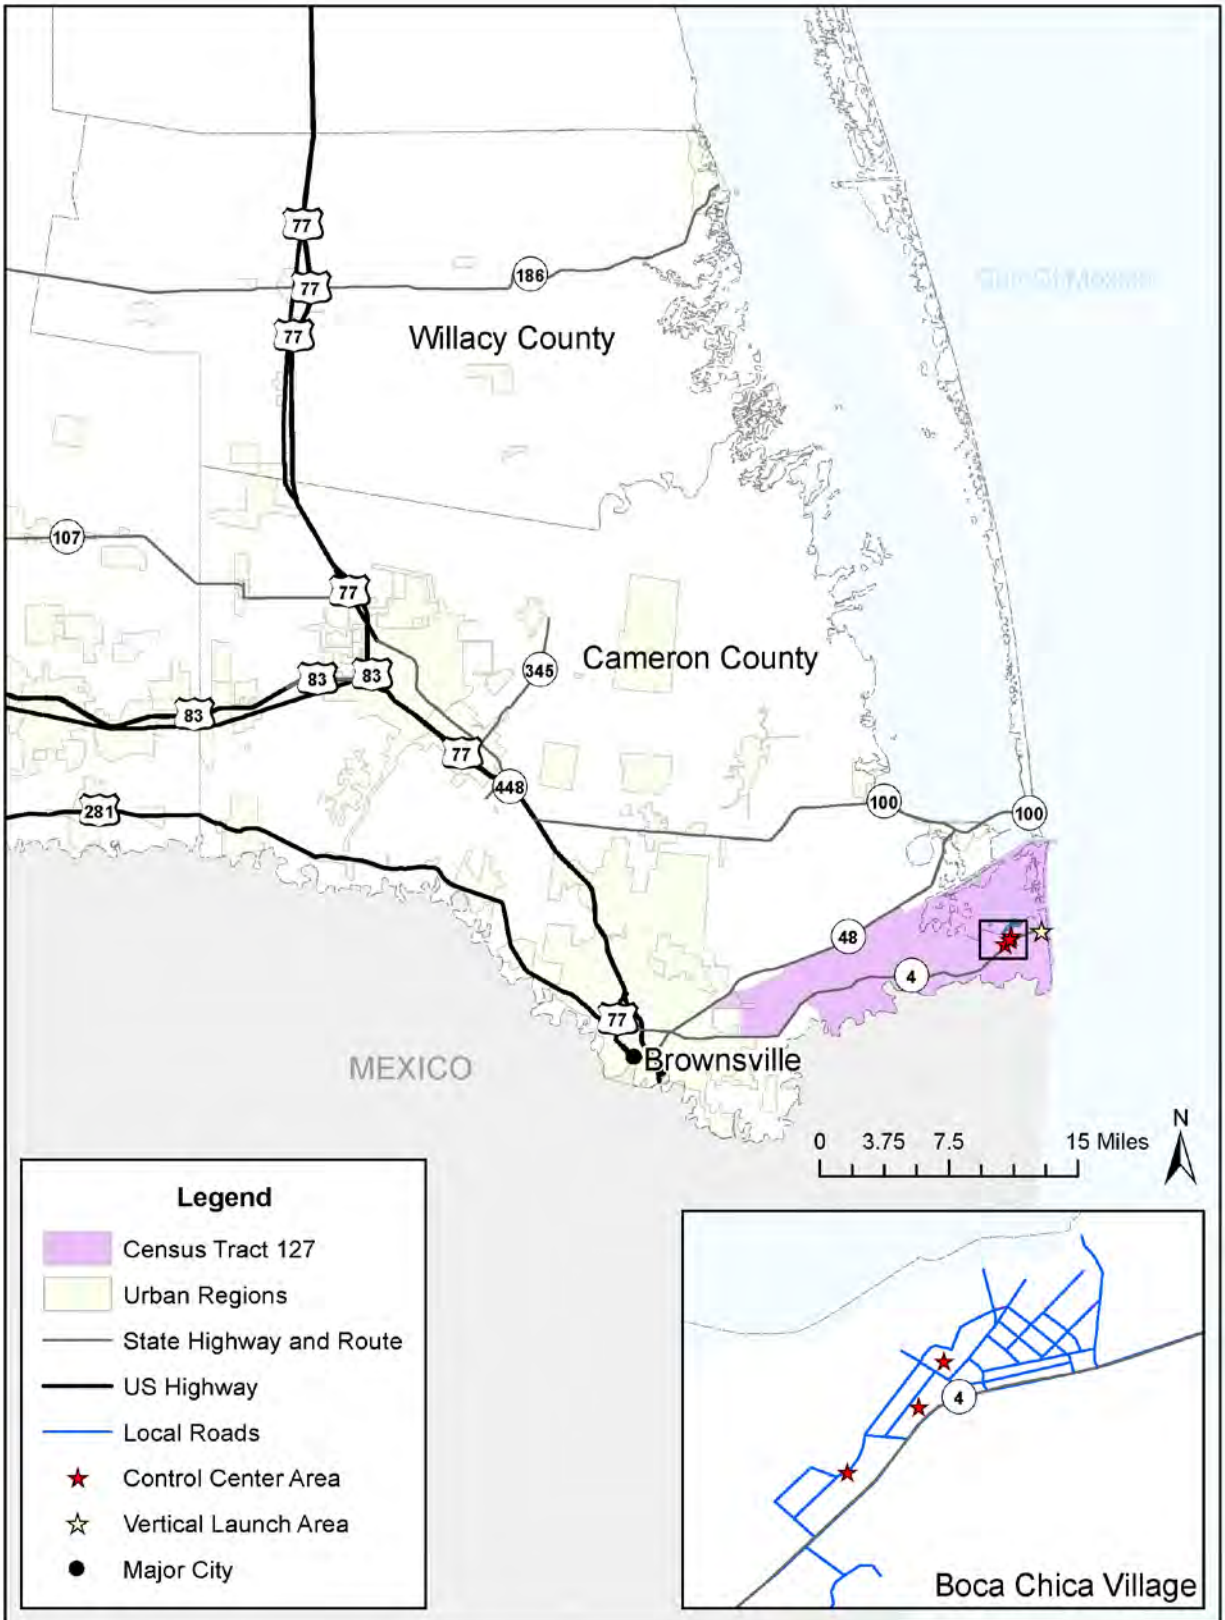 77
77
186
Gulf Of Mexico
77
Willacy County
107
77
345
Cameron County
83
83
83
77
448
281
100
100
48
4
77
Brownsville
MEXICO
N
0 3.75 7.5 15 Miles
Legend
Census Tract 127
Urban Regions
State Highway and Route
US Highway
Local Roads
Control Center Area
Vertical Launch Area
Major City
4
Boca Chica Village